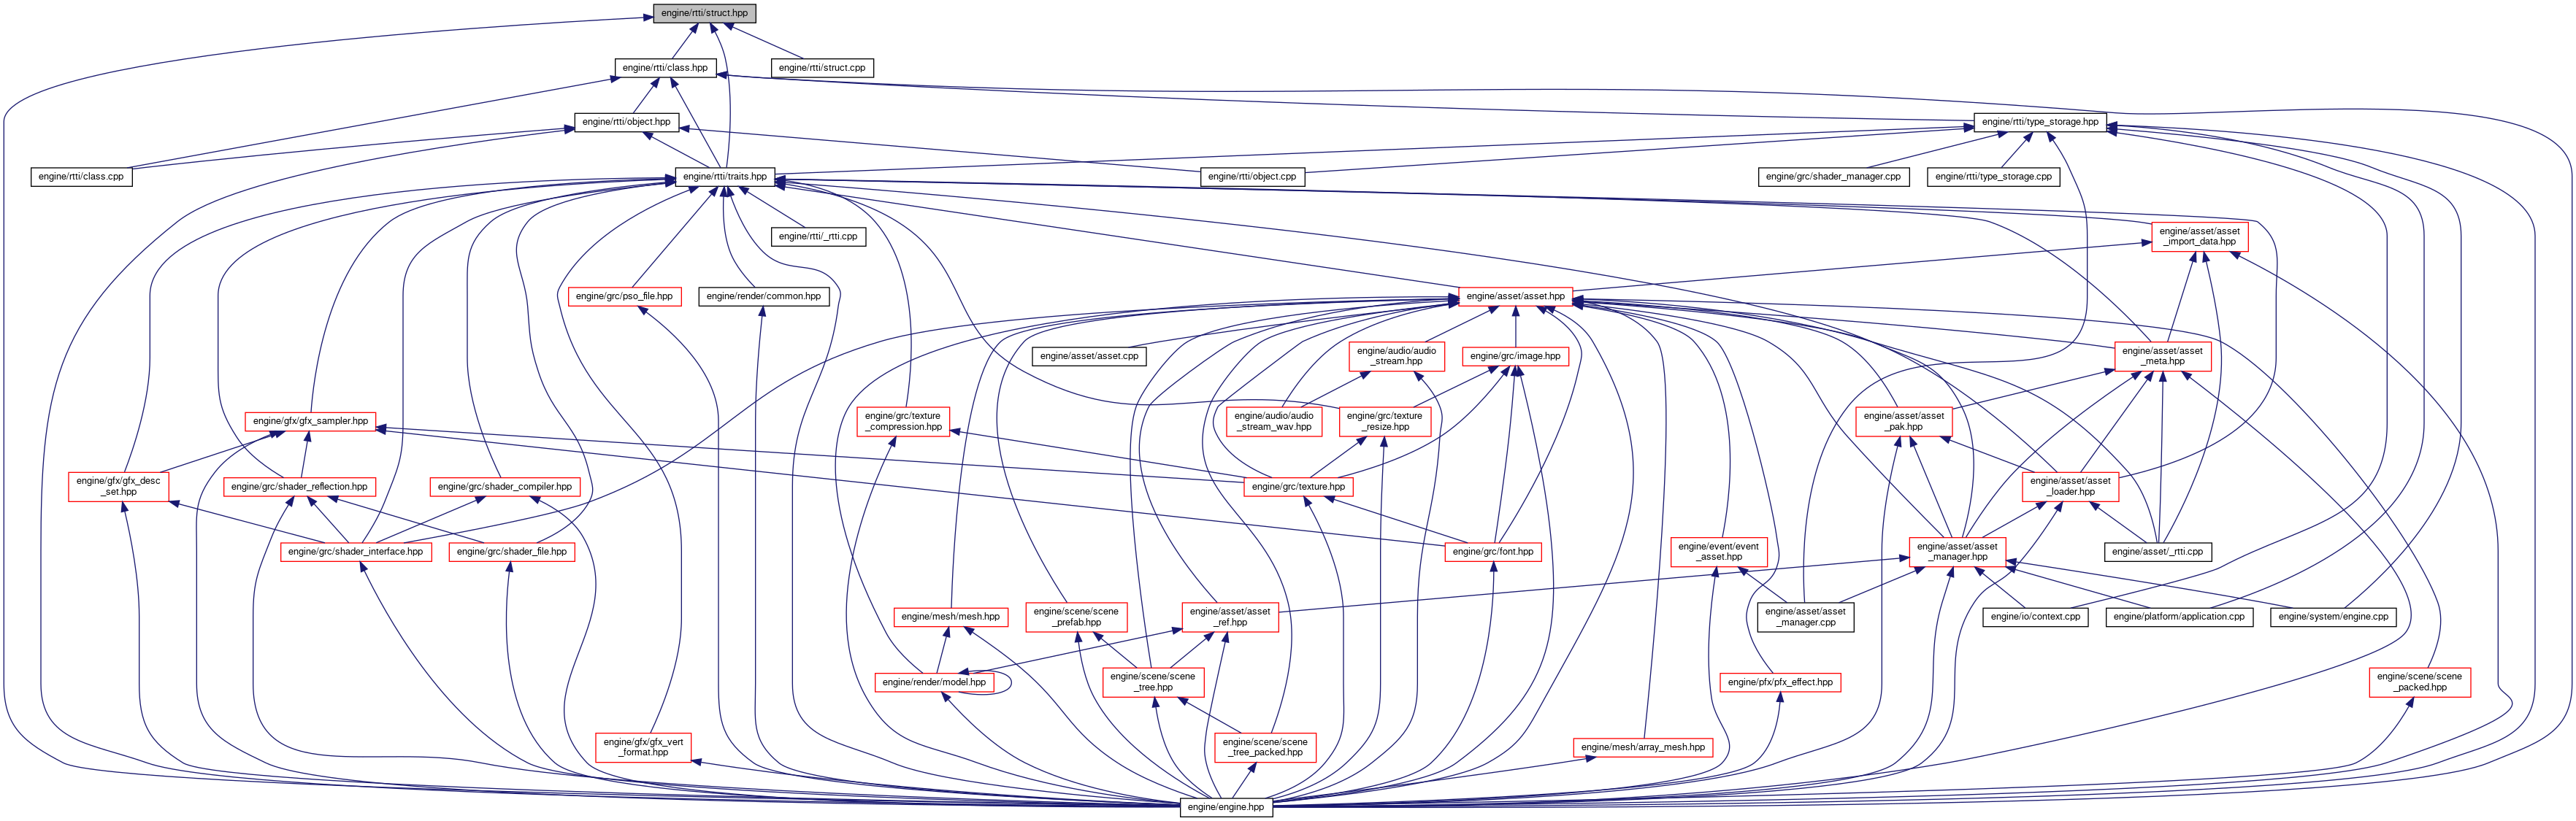 engine/rtti/struct.hpp
engine/rtti/class.hpp
engine/rtti/struct.cpp
engine/rtti/object.hpp
engine/rtti/type_storage.hpp
engine/rtti/class.cpp
engine/rtti/traits.hpp
engine/rtti/object.cpp
engine/grc/shader_manager.cpp
engine/rtti/type_storage.cpp
engine/rtti/_rtti.cpp
engine/asset/asset
_import_data.hpp
engine/grc/pso_file.hpp
engine/render/common.hpp
engine/asset/asset.hpp
engine/asset/asset.cpp
engine/audio/audio
_stream.hpp
engine/grc/image.hpp
engine/asset/asset
_meta.hpp
engine/gfx/gfx_sampler.hpp
engine/grc/texture
_compression.hpp
engine/audio/audio
_stream_wav.hpp
engine/grc/texture
_resize.hpp
engine/asset/asset
_pak.hpp
engine/gfx/gfx_desc
_set.hpp
engine/grc/shader_reflection.hpp
engine/grc/shader_compiler.hpp
engine/grc/texture.hpp
engine/asset/asset
_loader.hpp
engine/grc/shader_interface.hpp
engine/grc/shader_file.hpp
engine/grc/font.hpp
engine/event/event
_asset.hpp
engine/asset/asset
_manager.hpp
engine/asset/_rtti.cpp
engine/mesh/mesh.hpp
engine/scene/scene
_prefab.hpp
engine/asset/asset
_ref.hpp
engine/asset/asset
_manager.cpp
engine/io/context.cpp
engine/platform/application.cpp
engine/system/engine.cpp
engine/render/model.hpp
engine/scene/scene
_tree.hpp
engine/pfx/pfx_effect.hpp
engine/scene/scene
_packed.hpp
engine/gfx/gfx_vert
_format.hpp
engine/scene/scene
_tree_packed.hpp
engine/mesh/array_mesh.hpp
engine/engine.hpp